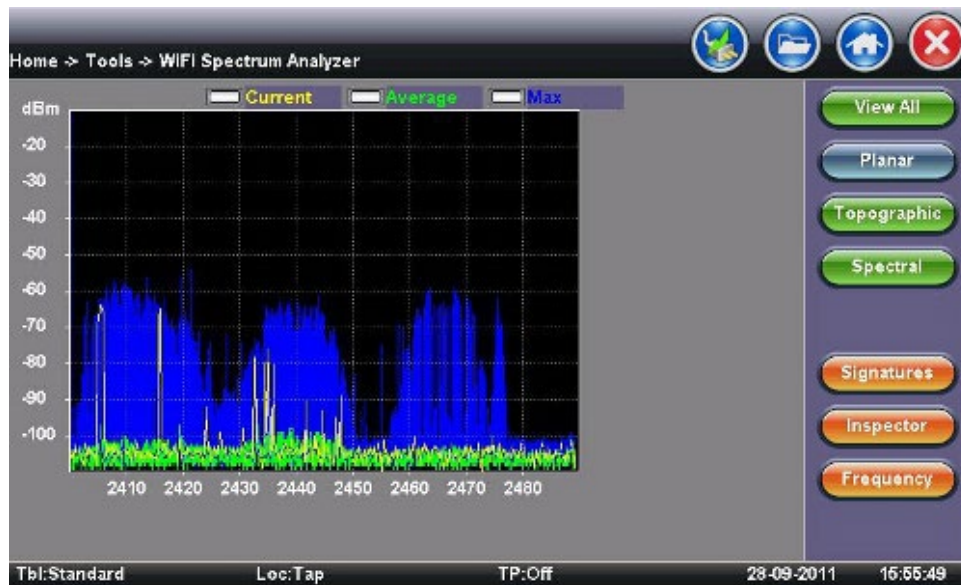 Home -> Tools -> WIFI Spectrum Analyzer
Current Average Max
dBm
-20
-30
-40
-50
-60
-70
-80
-90
-100
2410 2420 2430 2440 2450 2460 2470 2480
View All
Planar
Topographic
Spectral
Signatures
Inspector
Frequency
Tbl:Standard Loc:Tap TP:Off 28-09-2011 15:55:49